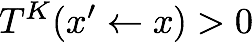 T^K(x' ← x) > 0